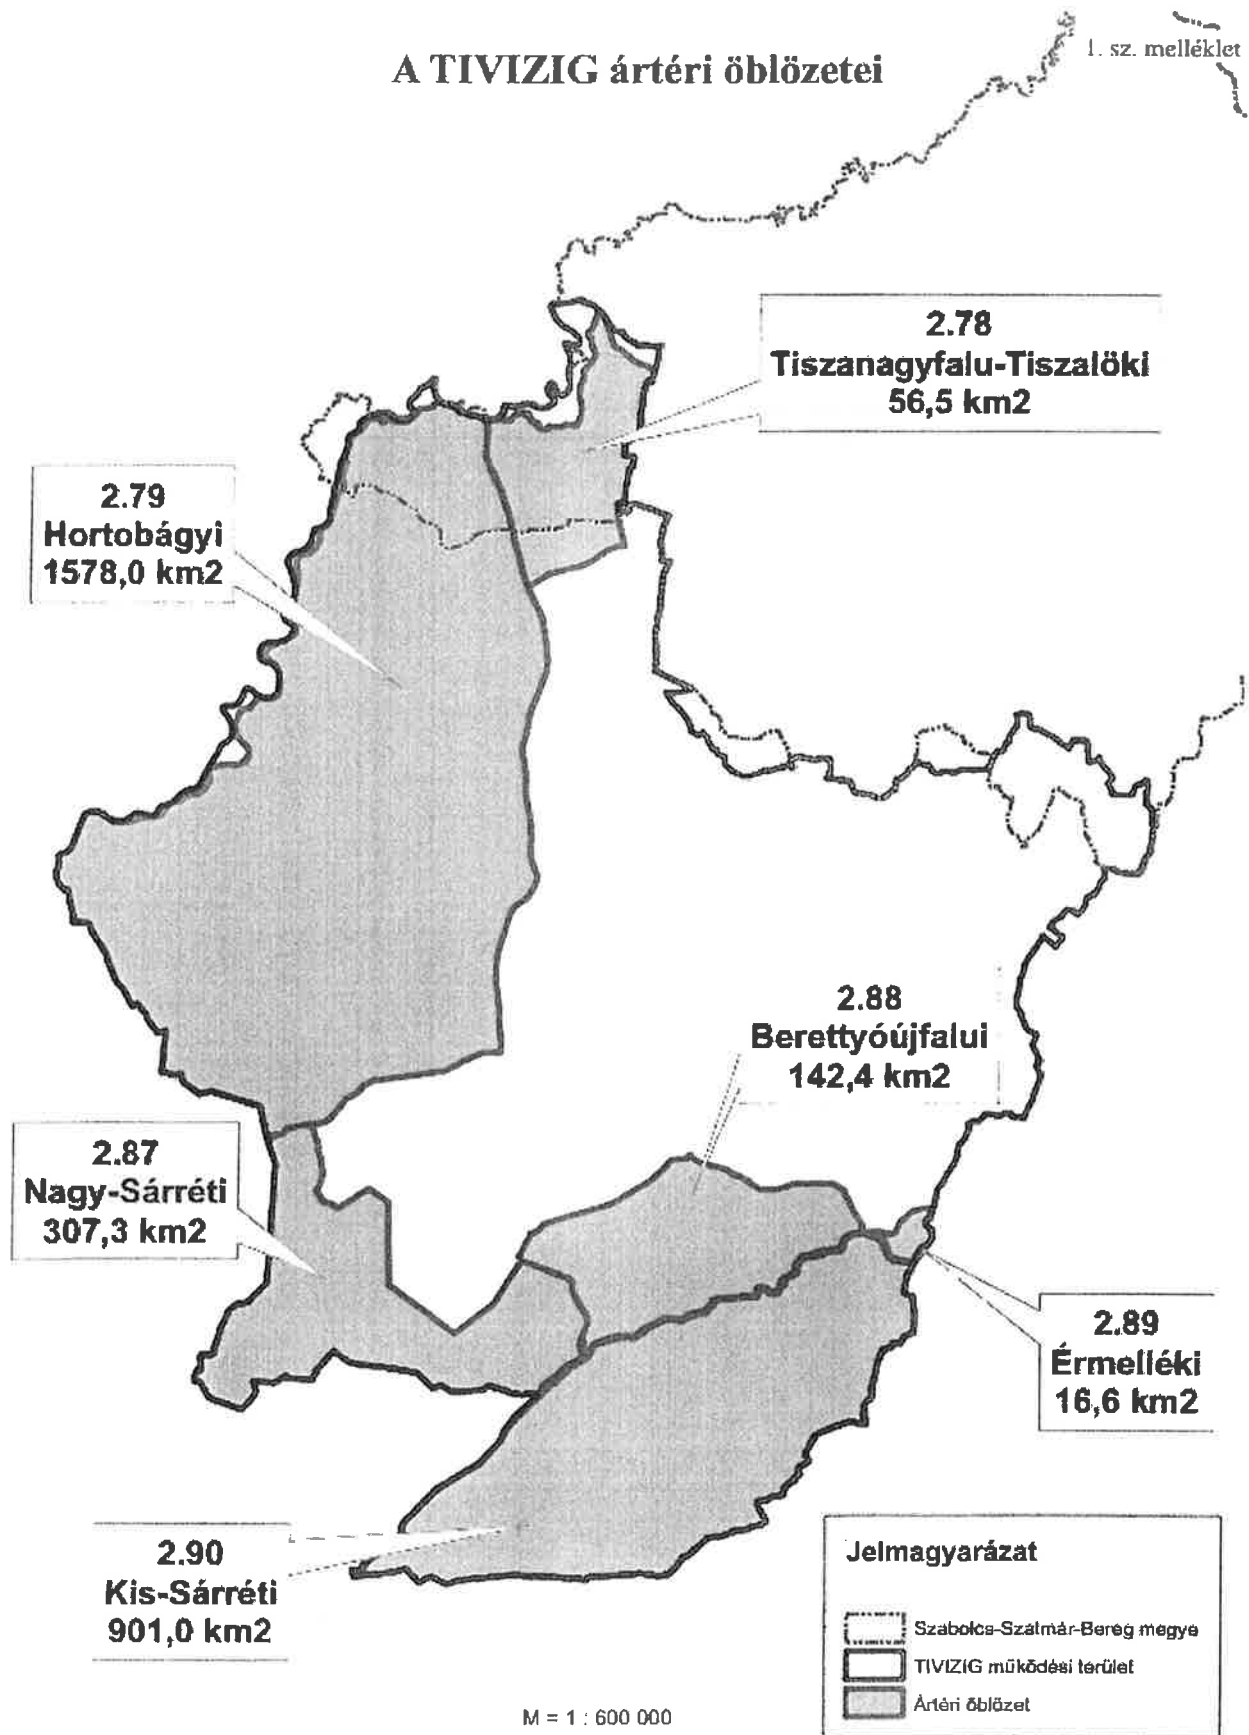 1. sz. melléklet
A TIVIZIG ártéri öblözetei
2.78
Tiszanagyfalu-Tiszalöki
56,5 km2
2.79
Hortobágyi
1578,0 km2
2.88
Berettyóújfalui
142,4 km2
2.87
Nagy-Sárréti
307,3 km2
2.89
Érmelléki
16,6 km2
2.90
Kis-Sárréti
901,0 km2
Jelmagyarázat
Szabolcs-Szatmár-Bereg megye
TIVIZIG működési terület
Ártéri öblözet
M = 1 : 600 000